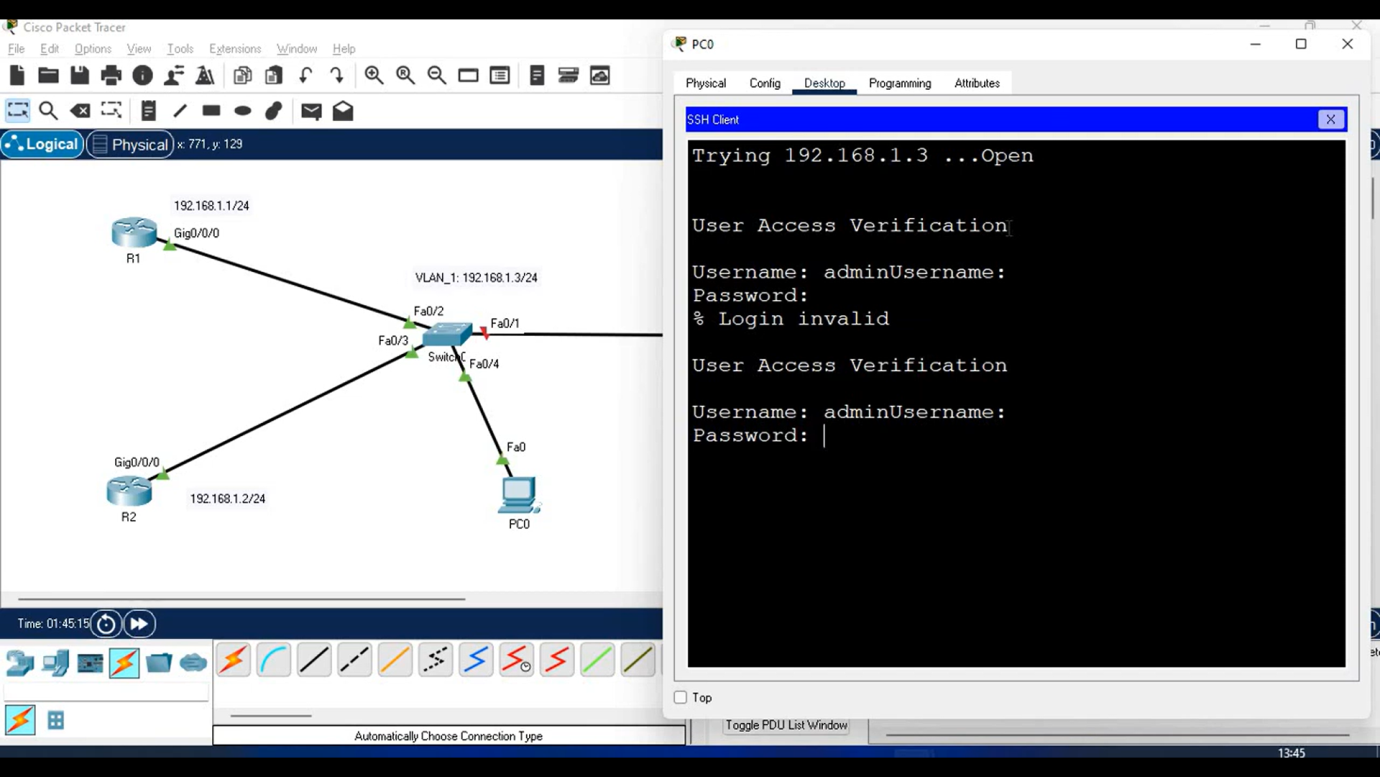 Cisco Packet Tracer
File Edit Options View Tools Extensions Window Help
Logical Physical x: 771, y: 129
192.168.1.1/24
Gig0/0/0
R1
VLAN_1: 192.168.1.3/24
Fa0/2
Fa0/1
Fa0/3
Fa0/4
Fa0
PC0
Gig0/0/0
192.168.1.2/24
R2
Time: 01:45:15
Automatically Choose Connection Type
PC0
Physical Config Desktop Programming Attributes
SSH Client X
Trying 192.168.1.3 ...Open
User Access Verification
Username: adminUsername:
Password:
% Login invalid
User Access Verification
Username: adminUsername:
Password:
Top
Toggle PDU List Window
13:45